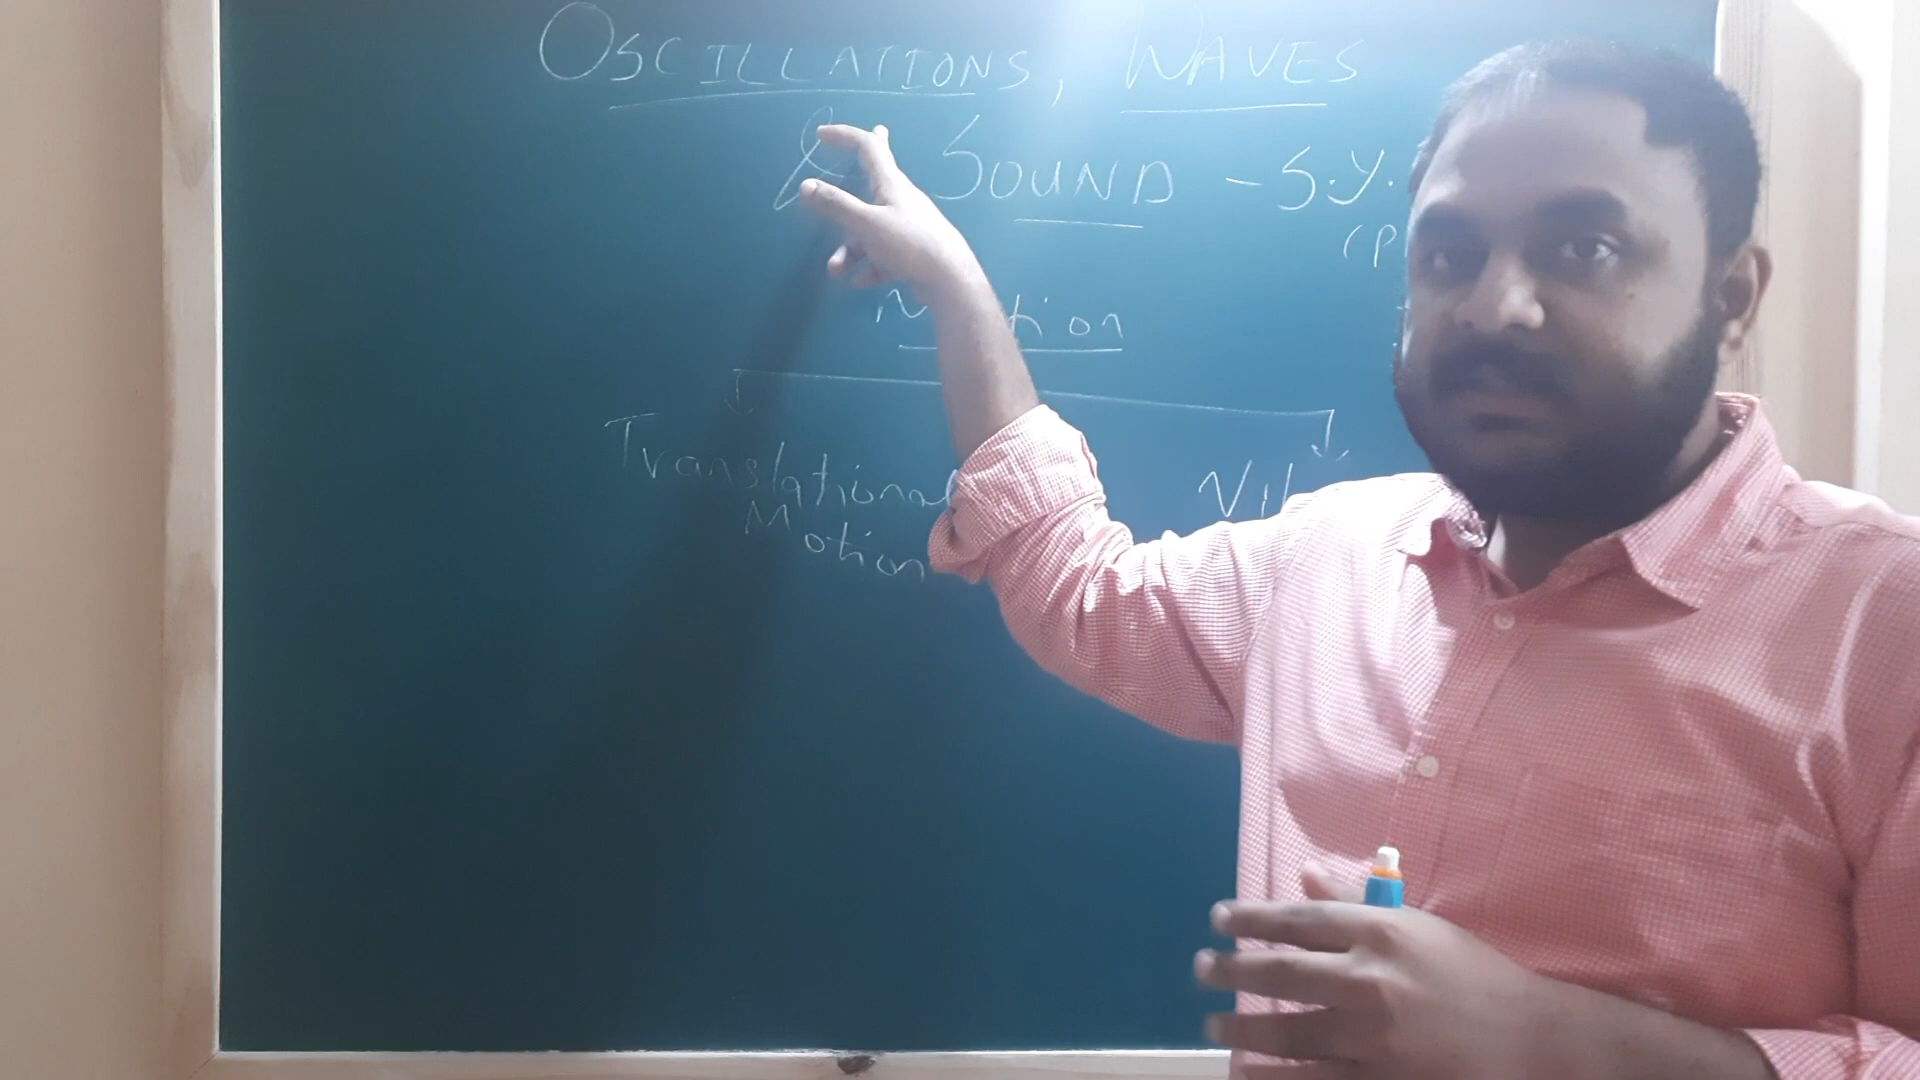 OSCILLATIONS, WAVES
& SOUND - S.Y.
(P
Translational
Motion